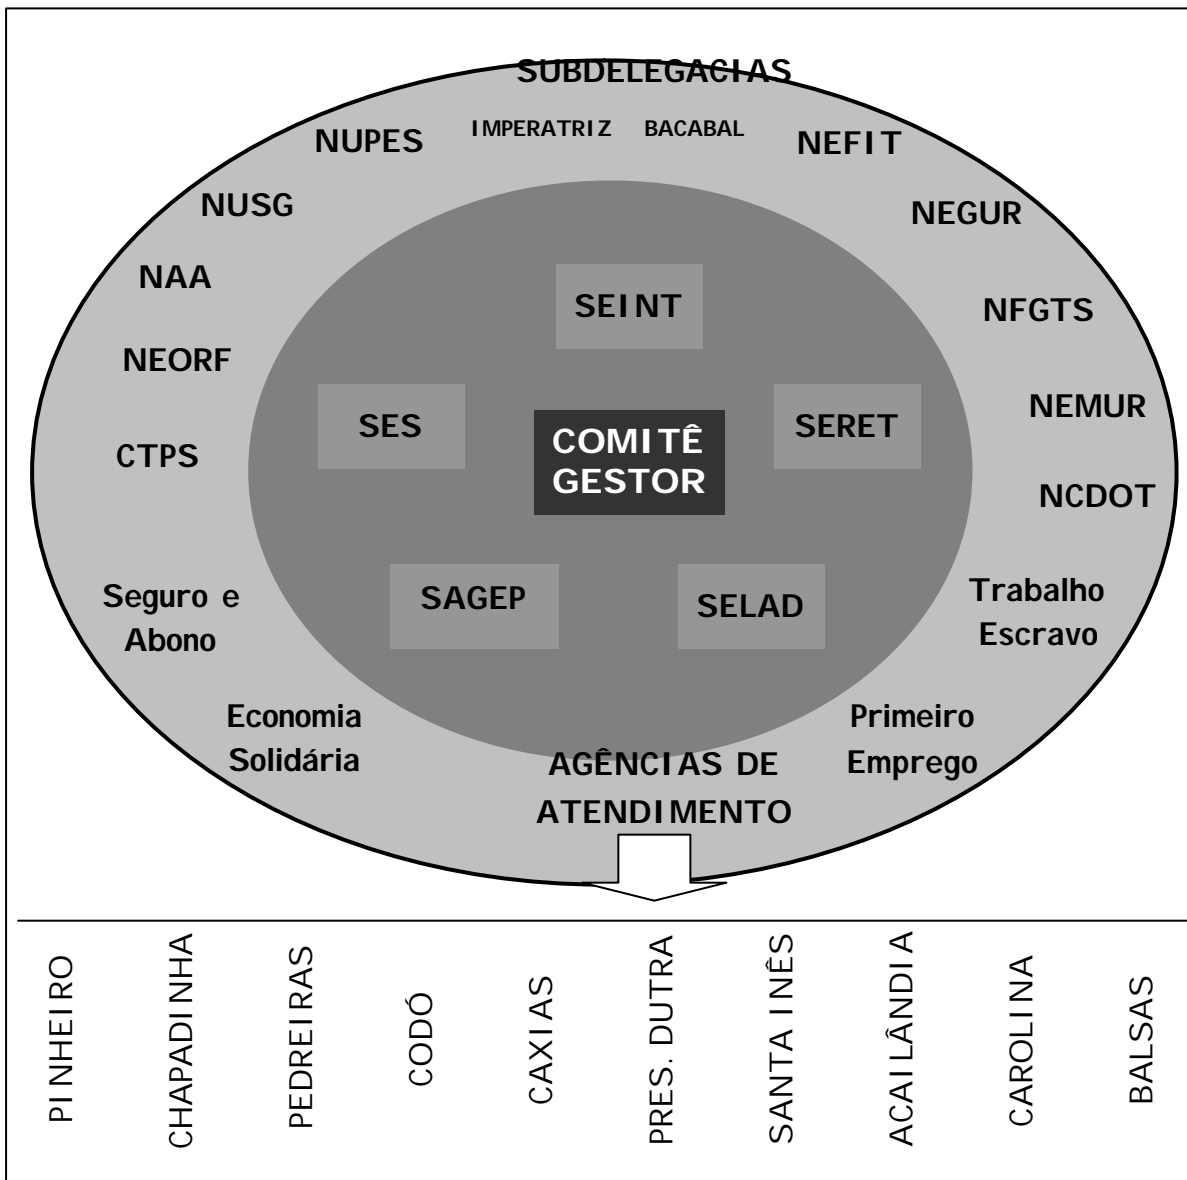 SUBDELEGACIAS
IMPERATRIZ BACABAL
NUPES
NEFIT
NUSG
NEGUR
NAA
NFGTS
NEORF
NEMUR
CTPS
NCDOT
SEINT
SES
SERET
COMITÊ
GESTOR
SAGEP
SELAD
Seguro e
Abono
Trabalho
Escravo
Economia
Solidária
Primeiro
Emprego
AGÊNCIAS DE
ATENDIMENTO
PINHEIRO
CHAPADINHA
PEDREIRAS
CODÓ
CAXIAS
PRES. DUTRA
SANTA INÊS
ACAILÂNDIA
CAROLINA
BALSAS